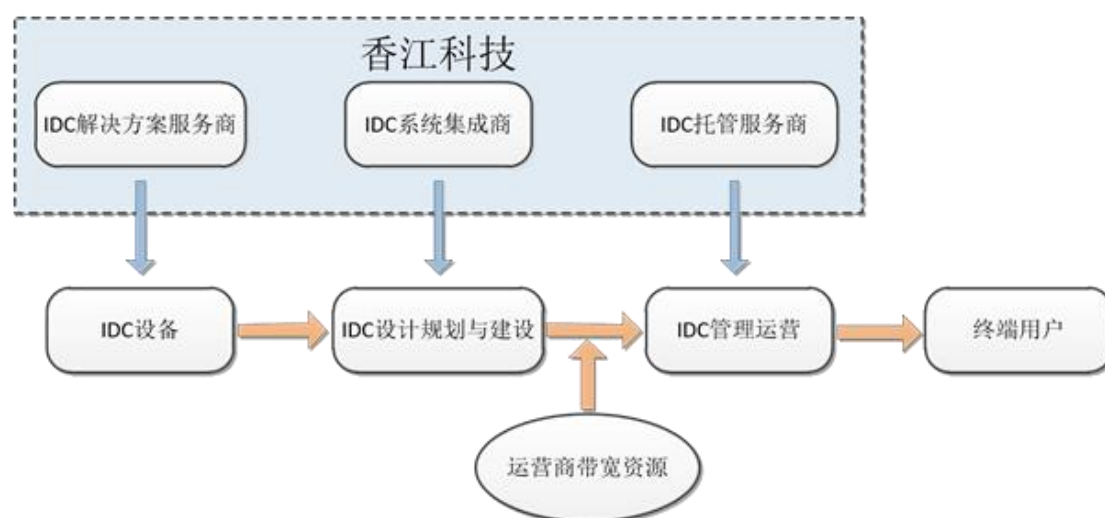 香江科技
IDC解决方案服务商
IDC系统集成商
IDC托管服务商
IDC设备
IDC设计规划与建设
IDC管理运营
终端用户
运营商带宽资源